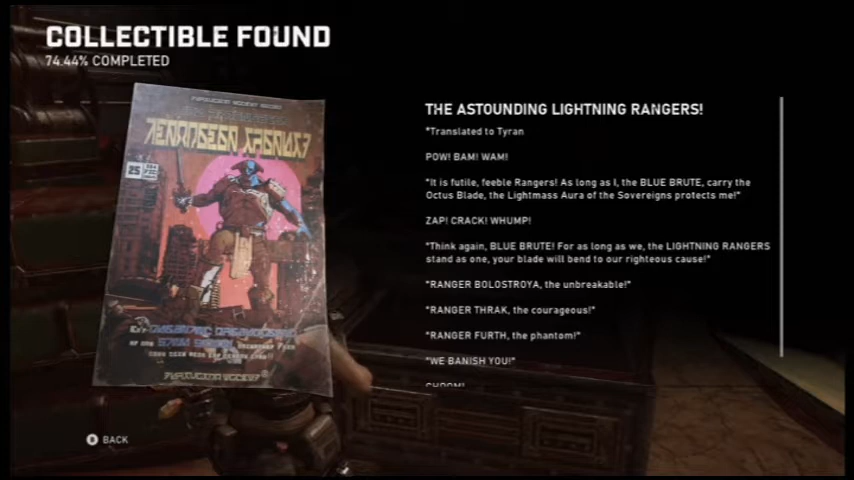 COLLECTIBLE FOUND
74.44% COMPLETED
25
THE ASTOUNDING LIGHTNING RANGERS!
*Translated to Tyran
POW! BAM! WAM!
"It is futile, feeble Rangers! As long as I, the BLUE BRUTE, carry the
Octus Blade, the Lightmass Aura of the Sovereigns protects me!"
ZAP! CRACK! WHUMP!
"Think again, BLUE BRUTE! For as long as we, the LIGHTNING RANGERS
stand as one, your blade will bend to our righteous cause!"
"RANGER BOLOSTROYA, the unbreakable!"
"RANGER THRAK, the courageous!"
"RANGER FURTH, the phantom!"
"WE BANISH YOU!"
B BACK